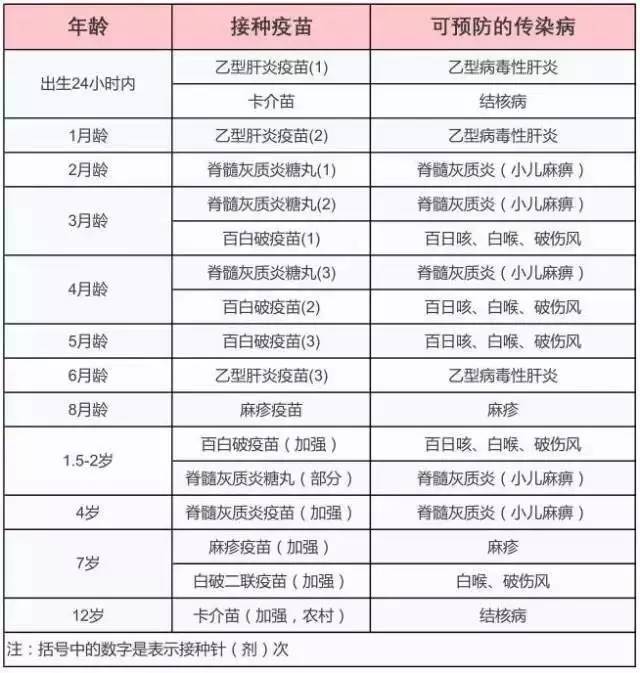 年龄 接种疫苗 可预防的传染病
出生24小时内 乙型肝炎疫苗(1) 乙型病毒性肝炎
卡介苗 结核病
1月龄 乙型肝炎疫苗(2) 乙型病毒性肝炎
2月龄 脊髓灰质炎糖丸(1) 脊髓灰质炎（小儿麻痹）
3月龄 脊髓灰质炎糖丸(2) 脊髓灰质炎（小儿麻痹）
百白破疫苗(1) 百日咳、白喉、破伤风
4月龄 脊髓灰质炎糖丸(3) 脊髓灰质炎（小儿麻痹）
百白破疫苗(2) 百日咳、白喉、破伤风
5月龄 百白破疫苗(3) 百日咳、白喉、破伤风
6月龄 乙型肝炎疫苗(3) 乙型病毒性肝炎
8月龄 麻疹疫苗 麻疹
1.5-2岁 百白破疫苗（加强） 百日咳、白喉、破伤风
脊髓灰质炎糖丸（部分） 脊髓灰质炎（小儿麻痹）
4岁 脊髓灰质炎疫苗（加强） 脊髓灰质炎（小儿麻痹）
7岁 麻疹疫苗（加强） 麻疹
白破二联疫苗（加强） 白喉、破伤风
12岁 卡介苗（加强，农村） 结核病
注：括号中的数字是表示接种针（剂）次